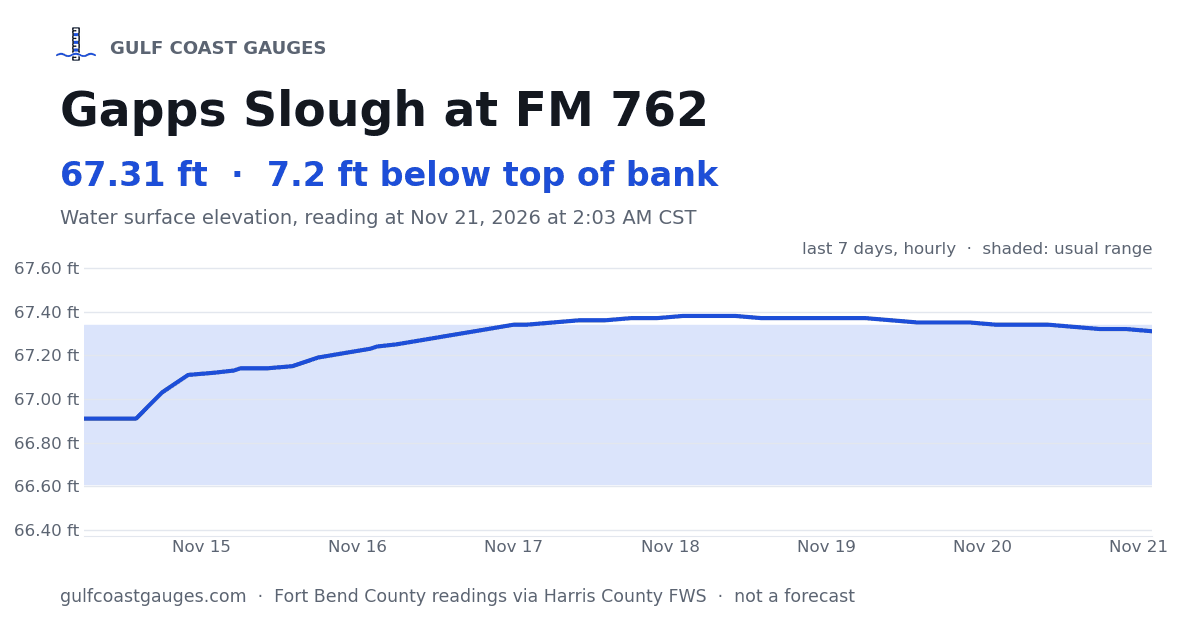 GULF COAST GAUGES
Gapps Slough at FM 762
67.31 ft · 7.2 ft below top of bank
Water surface elevation, reading at Nov 21, 2026 at 2:03 AM CST
last 7 days, hourly · shaded: usual range
67.60 ft
67.40 ft
67.20 ft
67.00 ft
66.80 ft
66.60 ft
66.40 ft
Nov 15 Nov 16 Nov 17 Nov 18 Nov 19 Nov 20 Nov 21
gulfcoastgauges.com · Fort Bend County readings via Harris County FWS · not a forecast